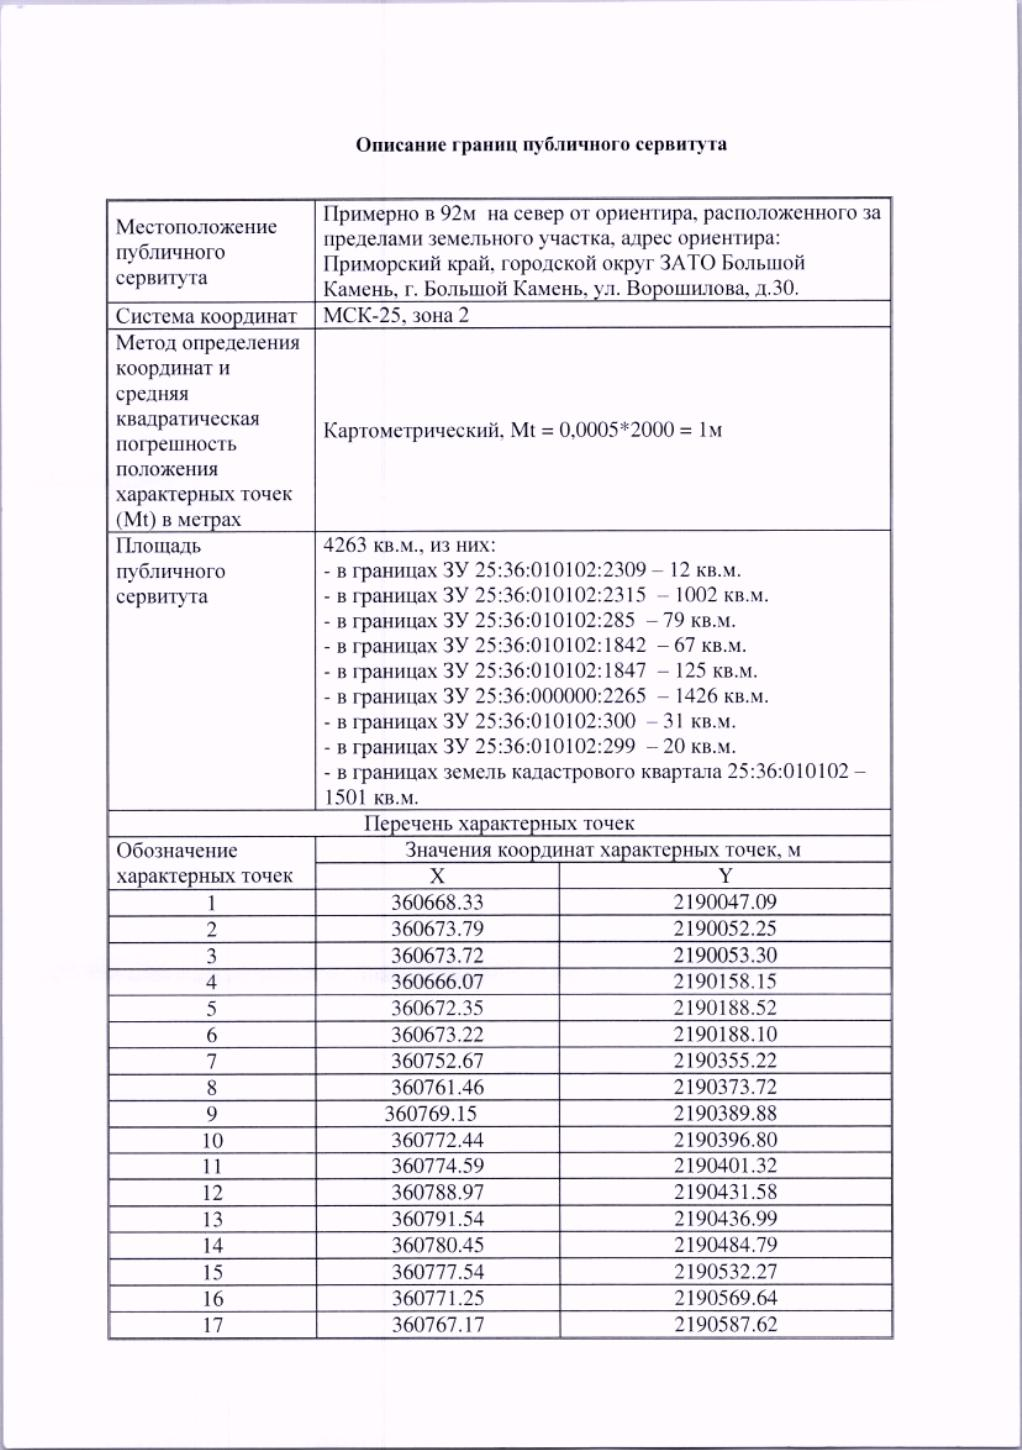 Описание границ публичного сервитута
Местоположение
публичного
сервитута
Примерно в 92м на север от ориентира, расположенного за
пределами земельного участка, адрес ориентира:
Приморский край, городской округ ЗАТО Большой
Камень, г. Большой Камень, ул. Ворошилова, д.30.
Система координат
МСК-25, зона 2
Метод определения
координат и
средняя
квадратическая
погрешность
положения
характерных точек
(Mt) в метрах
Картометрический, Mt = 0,0005*2000 = 1м
Площадь
публичного
сервитута
4263 кв.м., из них:
- в границах ЗУ 25:36:010102:2309 – 12 кв.м.
- в границах ЗУ 25:36:010102:2315 – 1002 кв.м.
- в границах ЗУ 25:36:010102:285 – 79 кв.м.
- в границах ЗУ 25:36:010102:1842 – 67 кв.м.
- в границах ЗУ 25:36:010102:1847 – 125 кв.м.
- в границах ЗУ 25:36:000000:2265 – 1426 кв.м.
- в границах ЗУ 25:36:010102:300 – 31 кв.м.
- в границах ЗУ 25:36:010102:299 – 20 кв.м.
- в границах земель кадастрового квартала 25:36:010102 –
1501 кв.м.
Перечень характерных точек
Обозначение
характерных точек
Значения координат характерных точек, м
X Y
1 360668.33 2190047.09
2 360673.79 2190052.25
3 360673.72 2190053.30
4 360666.07 2190158.15
5 360672.35 2190188.52
6 360673.22 2190188.10
7 360752.67 2190355.22
8 360761.46 2190373.72
9 360769.15 2190389.88
10 360772.44 2190396.80
11 360774.59 2190401.32
12 360788.97 2190431.58
13 360791.54 2190436.99
14 360780.45 2190484.79
15 360777.54 2190532.27
16 360771.25 2190569.64
17 360767.17 2190587.62